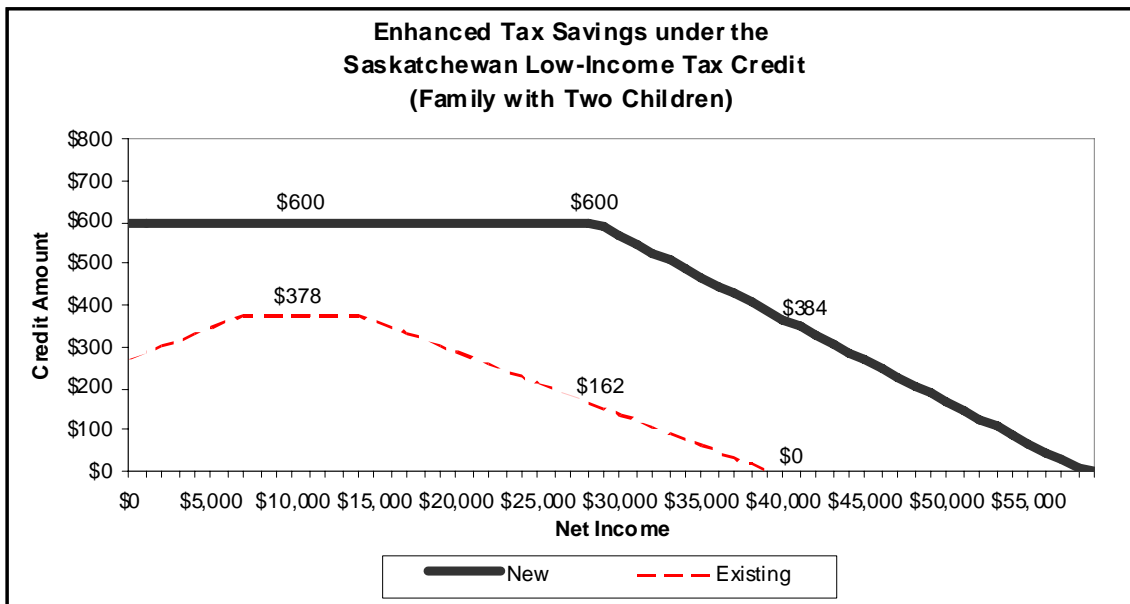 Enhanced Tax Savings under the
Saskatchewan Low-Income Tax Credit
(Family with Two Children)
Credit Amount
$800
$700
$600
$500
$400
$300
$200
$100
$0
$600
$600
$378
$384
$162
$0
$0 $5,000 $10,000 $15,000 $20,000 $25,000 $30,000 $35,000 $40,000 $45,000 $50,000 $55,000
Net Income
New Existing